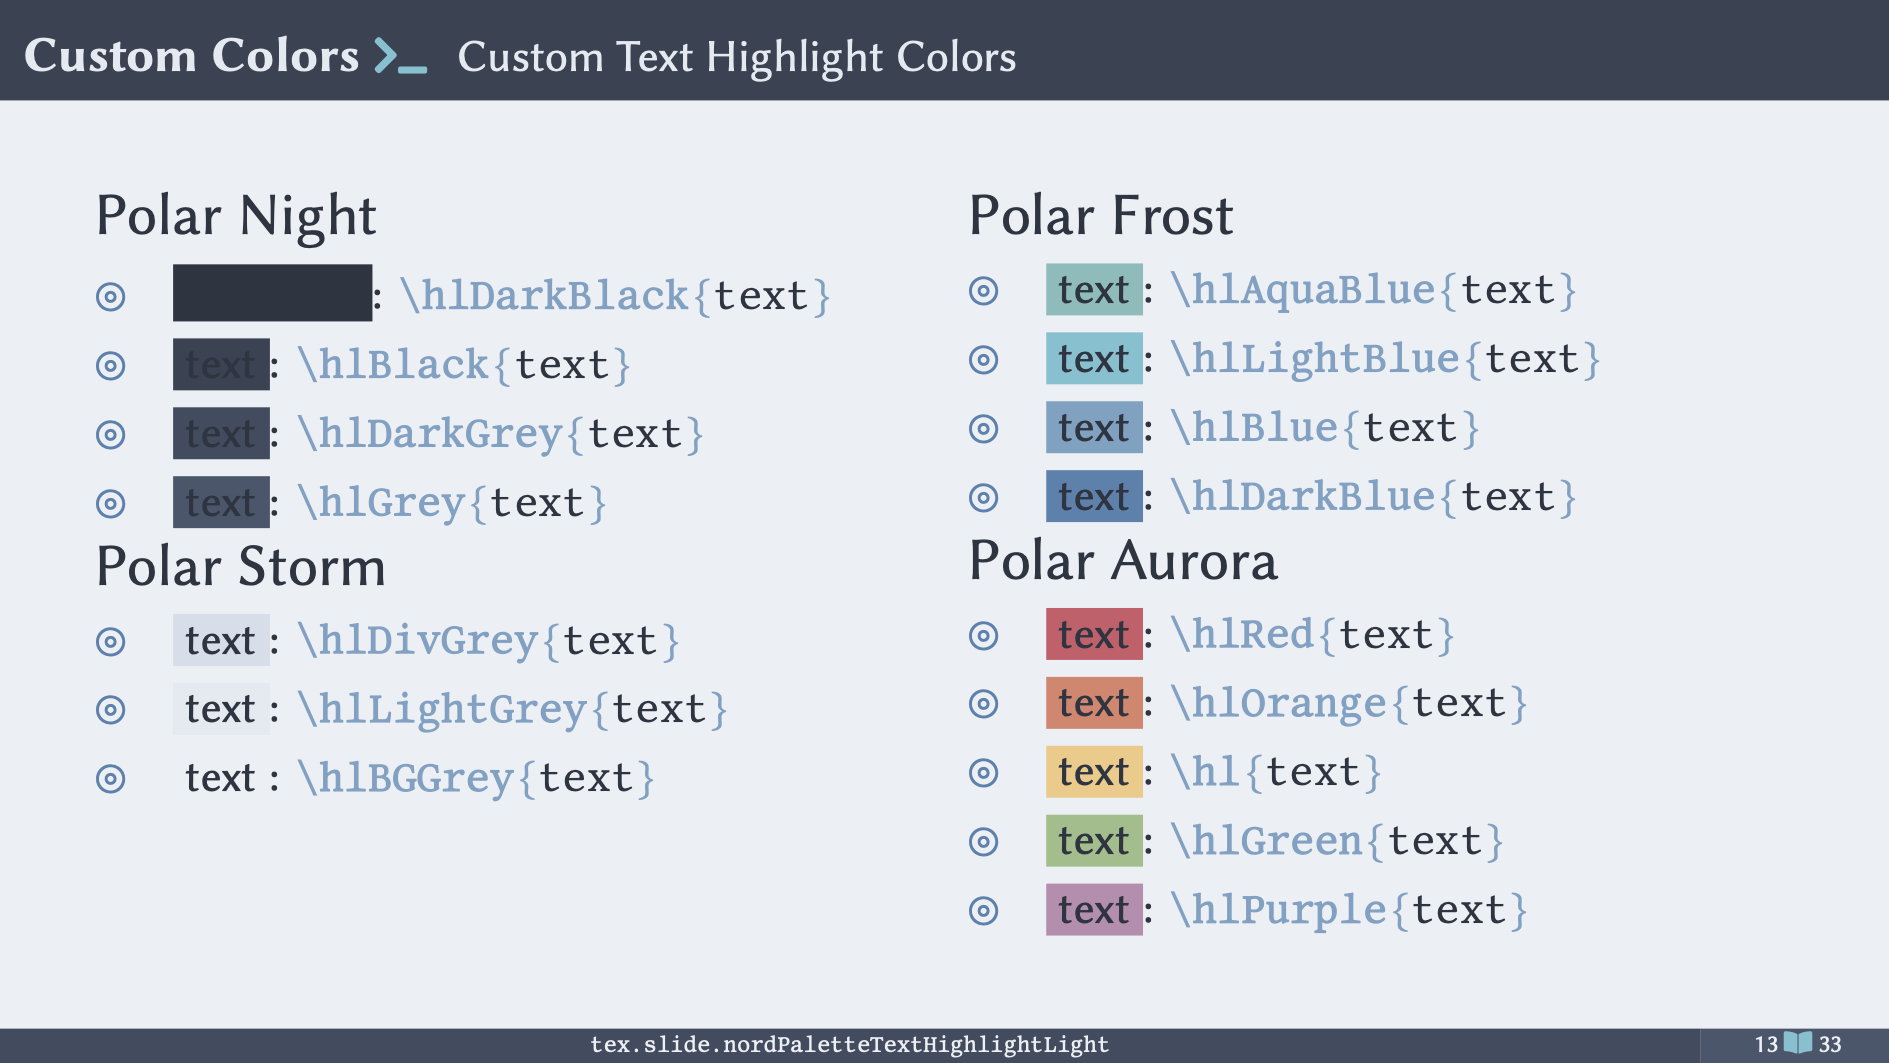 Custom Colors >_ Custom Text Highlight Colors
Polar Night
: \hlDarkBlack{text}
text : \hlBlack{text}
text : \hlDarkGrey{text}
text : \hlGrey{text}
Polar Storm
text : \hlDivGrey{text}
text : \hlLightGrey{text}
text : \hlBGGrey{text}
Polar Frost
text : \hlAquaBlue{text}
text : \hlLightBlue{text}
text : \hlBlue{text}
text : \hlDarkBlue{text}
Polar Aurora
text : \hlRed{text}
text : \hlOrange{text}
text : \hl{text}
text : \hlGreen{text}
text : \hlPurple{text}
tex.slide.nordPaletteTextHighlightLight
13 33